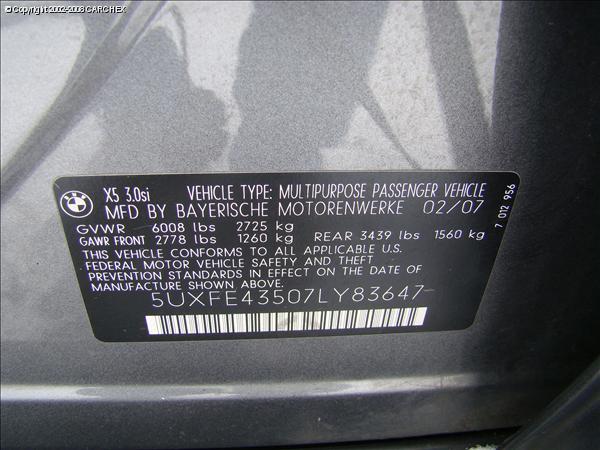 © Copyright 2002-2008 CARCHEX
BMW
X5 3.0si VEHICLE TYPE: MULTIPURPOSE PASSENGER VEHICLE
MFD BY BAYERISCHE MOTORENWERKE 02/07
GVWR 6008 lbs 2725 kg
GAWR FRONT 2778 lbs 1260 kg REAR 3439 lbs 1560 kg
THIS VEHICLE CONFORMS TO ALL APPLICABLE U.S.
FEDERAL MOTOR VEHICLE SAFETY AND THEFT
PREVENTION STANDARDS IN EFFECT ON THE DATE
OF MANUFACTURE SHOWN ABOVE.
5UXFE43507LY83647
7 012 956